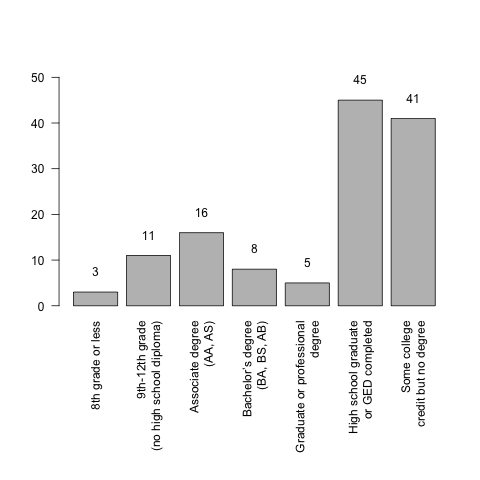 50
40
30
20
10
0
3
11
16
8
5
45
41
8th grade or less
9th-12th grade
(no high school diploma)
Associate degree
(AA, AS)
Bachelor's degree
(BA, BS, AB)
Graduate or professional
degree
High school graduate
or GED completed
Some college
credit but no degree